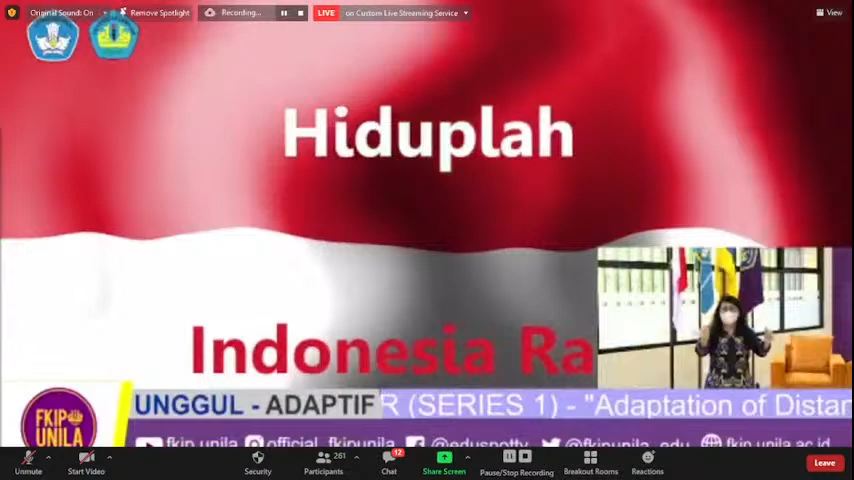 Original Sound: On
Remove Spotlight
Recording...
LIVE
on Custom Live Streaming Service
View
Hiduplah
Indonesia Ra
FKIP
UNILA
UNGGUL - ADAPTIF
R (SERIES 1) - "Adaptation of Distan
fkip unila
official_fkipunila
@eduspotty
@fkipunila_edu
fkip.unila.ac.id
Unmute
Start Video
Security
Participants
261
Chat
12
Share Screen
Pause/Stop Recording
Breakout Rooms
Reactions
Leave